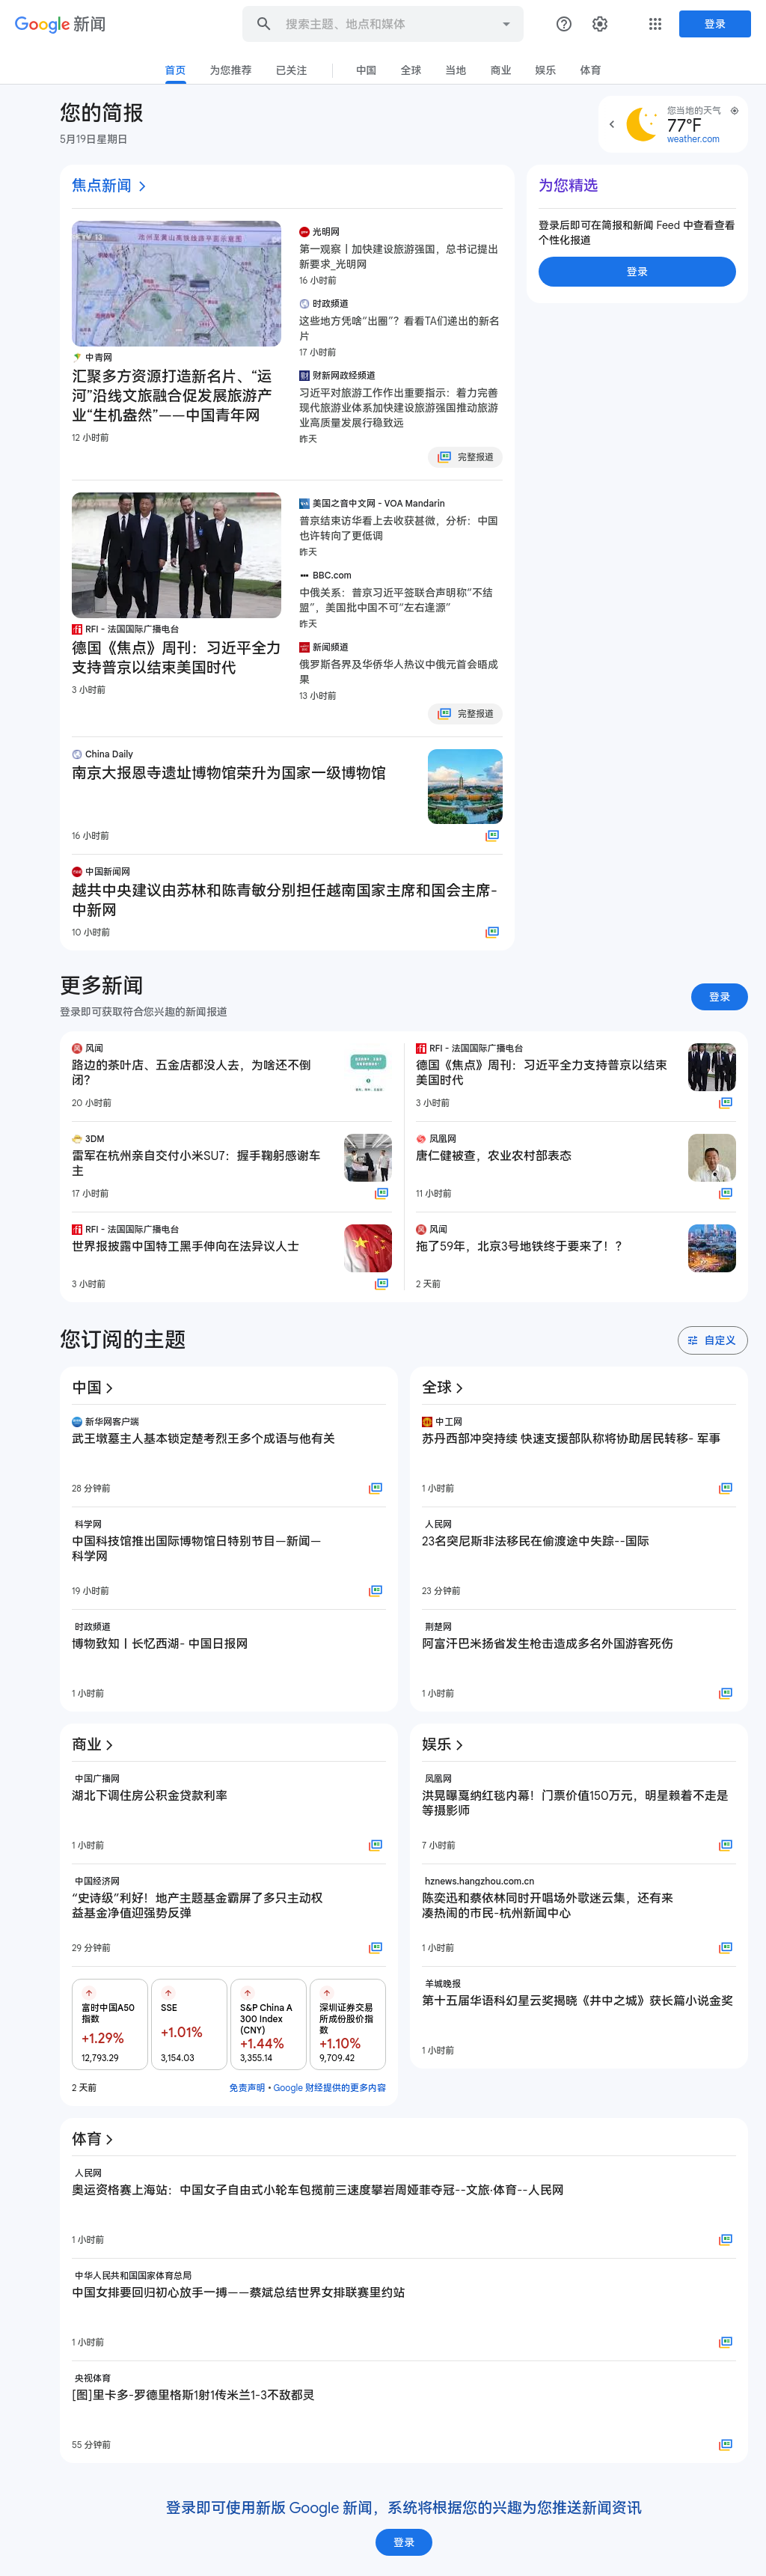 Google 新闻
搜索主题、地点和媒体
登录
首页
为您推荐
已关注
中国
全球
当地
商业
娱乐
体育
您的简报
5月19日星期日
您当地的天气
77°F
weather.com
焦点新闻
池州至黄山高铁线路平面示意图
中青网
汇聚多方资源打造新名片、“运
河”沿线文旅融合促发展旅游产
业“生机盎然”——中国青年网
12 小时前
光明网
第一观察丨加快建设旅游强国，总书记提出
新要求_光明网
16 小时前
时政频道
这些地方凭啥“出圈”？看看TA们递出的新名
片
17 小时前
财新网政经频道
习近平对旅游工作作出重要指示：着力完善
现代旅游业体系加快建设旅游强国推动旅游
业高质量发展行稳致远
昨天
完整报道
为您精选
登录后即可在简报和新闻 Feed 中查看查看
个性化报道
登录
RFI - 法国国际广播电台
德国《焦点》周刊：习近平全力
支持普京以结束美国时代
3 小时前
美国之音中文网 - VOA Mandarin
普京结束访华看上去收获甚微，分析：中国
也许转向了更低调
昨天
BBC.com
中俄关系：普京习近平签联合声明称“不结
盟”，美国批中国不可“左右逢源”
昨天
新闻频道
俄罗斯各界及华侨华人热议中俄元首会晤成
果
13 小时前
完整报道
China Daily
南京大报恩寺遗址博物馆荣升为国家一级博物馆
16 小时前
中国新闻网
越共中央建议由苏林和陈青敏分别担任越南国家主席和国会主席-
中新网
10 小时前
更多新闻
登录即可获取符合您兴趣的新闻报道
登录
风闻
路边的茶叶店、五金店都没人去，为啥还不倒
闭？
20 小时前
RFI - 法国国际广播电台
德国《焦点》周刊：习近平全力支持普京以结束
美国时代
3 小时前
3DM
雷军在杭州亲自交付小米SU7：握手鞠躬感谢车
主
17 小时前
凤凰网
唐仁健被查，农业农村部表态
11 小时前
RFI - 法国国际广播电台
世界报披露中国特工黑手伸向在法异议人士
3 小时前
风闻
拖了59年，北京3号地铁终于要来了！？
2 天前
您订阅的主题
自定义
中国
新华网客户端
武王墩墓主人基本锁定楚考烈王多个成语与他有关
28 分钟前
科学网
中国科技馆推出国际博物馆日特别节目—新闻—
科学网
19 小时前
时政频道
博物致知丨长忆西湖- 中国日报网
1 小时前
全球
中工网
苏丹西部冲突持续 快速支援部队称将协助居民转移- 军事
1 小时前
人民网
23名突尼斯非法移民在偷渡途中失踪--国际
23 分钟前
荆楚网
阿富汗巴米扬省发生枪击造成多名外国游客死伤
1 小时前
商业
中国广播网
湖北下调住房公积金贷款利率
1 小时前
中国经济网
“史诗级”利好！地产主题基金霸屏了多只主动权
益基金净值迎强势反弹
29 分钟前
富时中国A50
指数
+1.29%
12,793.29
SSE
+1.01%
3,154.03
S&P China A
300 Index
(CNY)
+1.44%
3,355.14
深圳证券交易
所成份股价指
数
+1.10%
9,709.42
2 天前
免责声明 • Google 财经提供的更多内容
娱乐
凤凰网
洪晃曝戛纳红毯内幕！门票价值150万元，明星赖着不走是
等摄影师
7 小时前
hznews.hangzhou.com.cn
陈奕迅和蔡依林同时开唱场外歌迷云集，还有来
凑热闹的市民-杭州新闻中心
1 小时前
羊城晚报
第十五届华语科幻星云奖揭晓《井中之城》获长篇小说金奖
1 小时前
体育
人民网
奥运资格赛上海站：中国女子自由式小轮车包揽前三速度攀岩周娅菲夺冠--文旅·体育--人民网
1 小时前
中华人民共和国国家体育总局
中国女排要回归初心放手一搏——蔡斌总结世界女排联赛里约站
1 小时前
央视体育
[图]里卡多-罗德里格斯1射1传米兰1-3不敌都灵
55 分钟前
登录即可使用新版 Google 新闻，系统将根据您的兴趣为您推送新闻资讯
登录